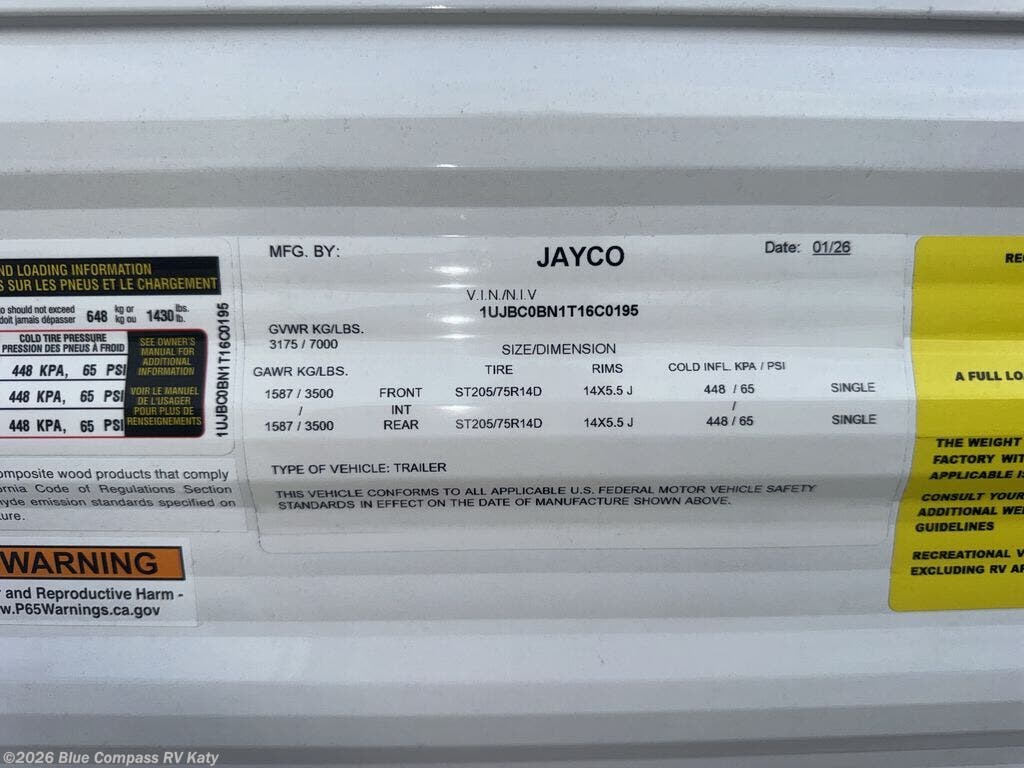 ND LOADING INFORMATION
S SUR LES PNEUS ET LE CHARGEMENT
o should not exceed 648 kg or 1430 lbs.
doit jamais dépasser kg ou lb.
COLD TIRE PRESSURE
PRESSION DES PNEUS À FROID
448 KPA, 65 PSI
448 KPA, 65 PSI
448 KPA, 65 PSI
SEE OWNER'S
MANUAL FOR
ADDITIONAL
INFORMATION
VOIR LE MANUEL
DE L'USAGER
POUR PLUS DE
RENSEIGNEMENTS
1UJBC0BN1T16C0195
omposite wood products that comply
ornia Code of Regulations Section
hyde emission standards specified on
ture.
WARNING
r and Reproductive Harm -
w.P65Warnings.ca.gov
MFG. BY: JAYCO Date: 01/26
V.I.N./N.I.V
1UJBC0BN1T16C0195
GVWR KG/LBS.
3175 / 7000
SIZE/DIMENSION
GAWR KG/LBS. TIRE RIMS COLD INFL. KPA / PSI
1587 / 3500 FRONT ST205/75R14D 14X5.5 J 448 / 65 SINGLE
/ INT /
1587 / 3500 REAR ST205/75R14D 14X5.5 J 448 / 65 SINGLE
TYPE OF VEHICLE: TRAILER
THIS VEHICLE CONFORMS TO ALL APPLICABLE U.S. FEDERAL MOTOR VEHICLE SAFETY
STANDARDS IN EFFECT ON THE DATE OF MANUFACTURE SHOWN ABOVE.
RE
A FULL LO
THE WEIGHT
FACTORY WIT
APPLICABLE I
CONSULT YOUR
ADDITIONAL WE
GUIDELINES
RECREATIONAL V
EXCLUDING RV A
©2026 Blue Compass RV Katy